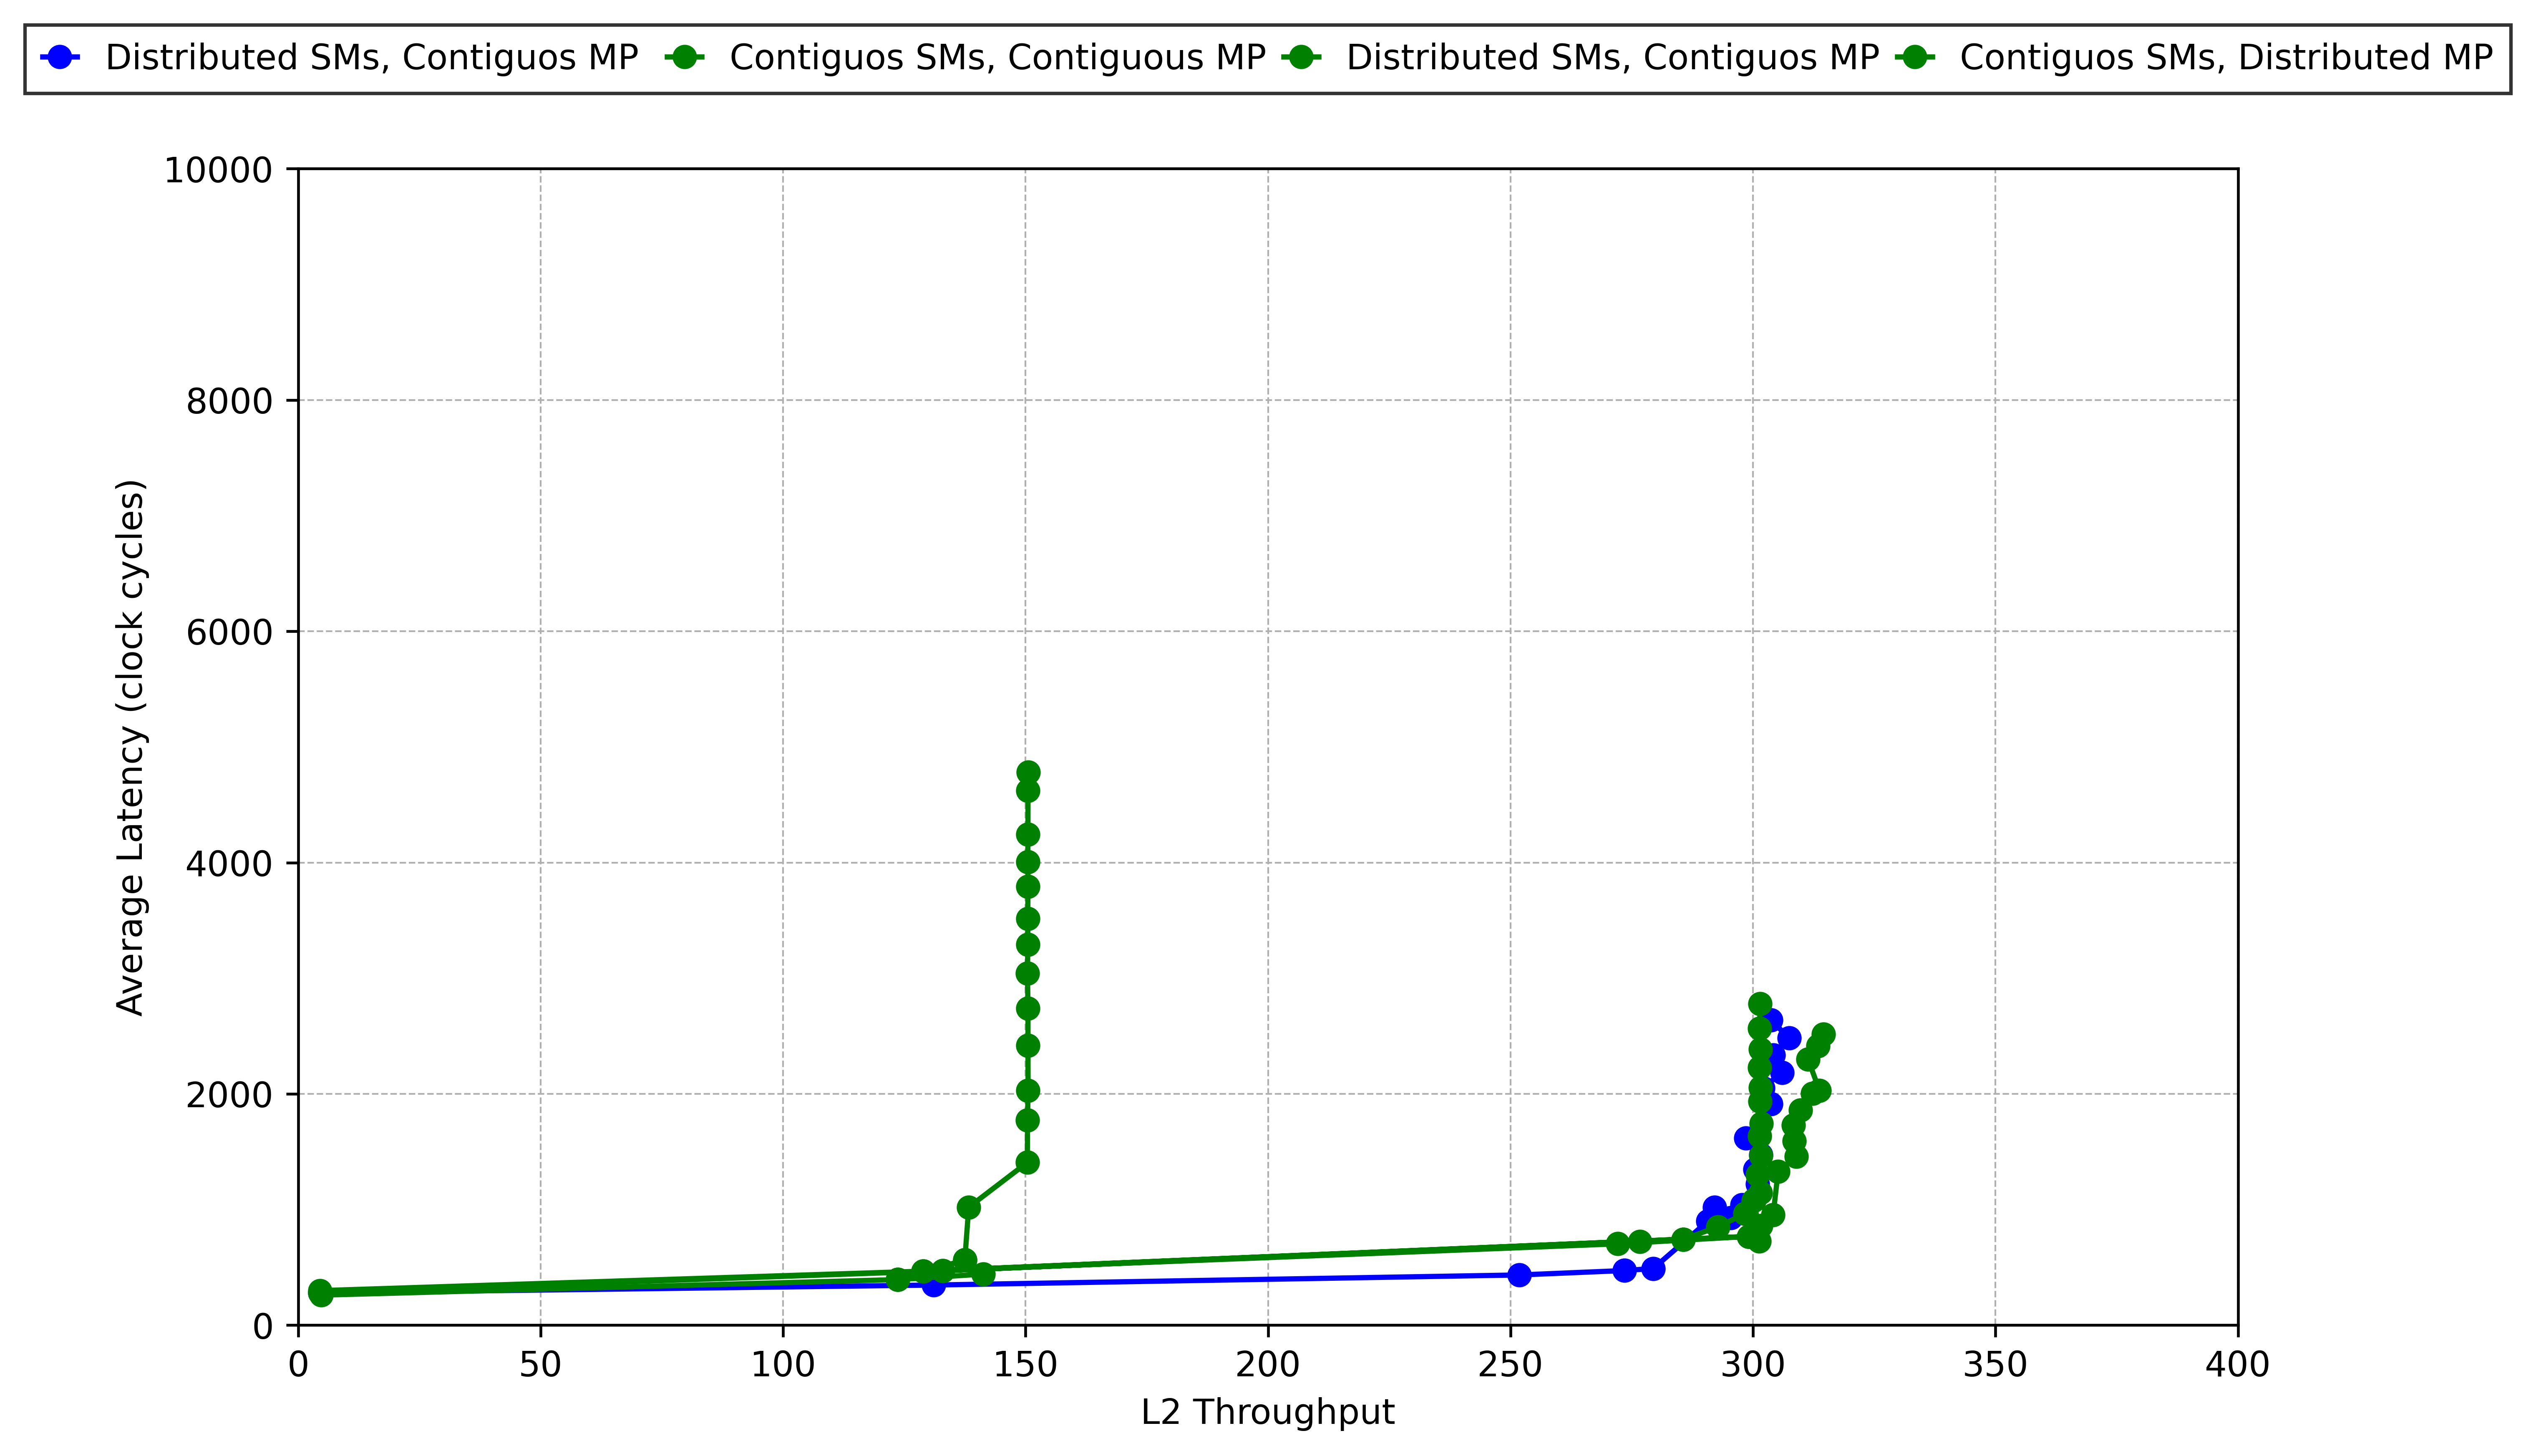 Distributed SMs, Contiguos MP
Contiguos SMs, Contiguous MP
Distributed SMs, Contiguos MP
Contiguos SMs, Distributed MP
10000
8000
6000
4000
2000
0
Average Latency (clock cycles)
0 50 100 150 200 250 300 350 400
L2 Throughput